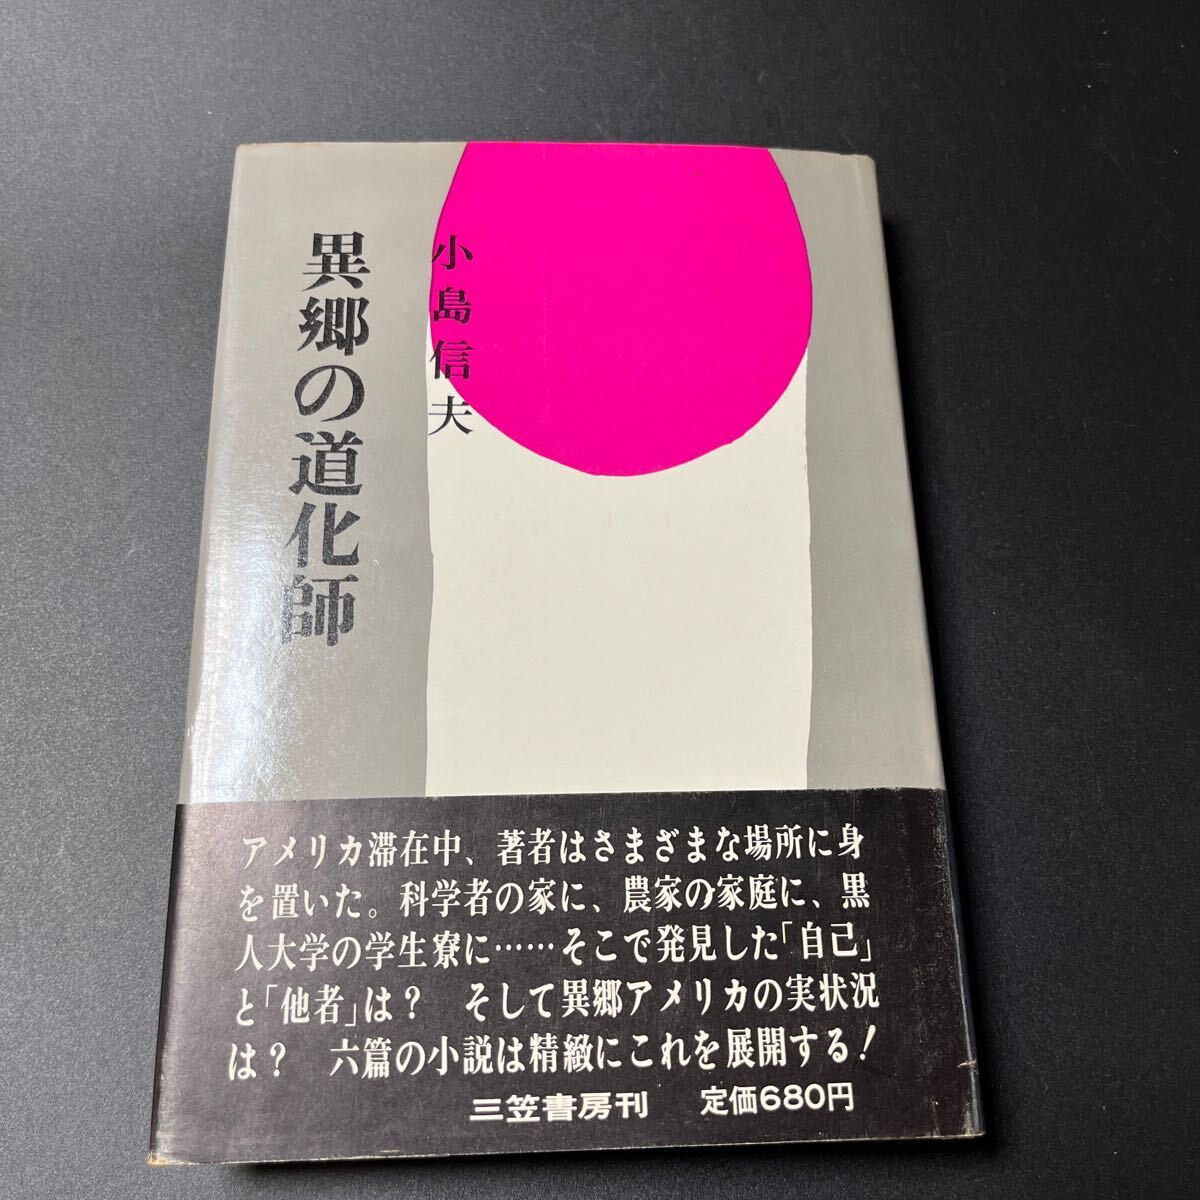 小島信夫
異郷の道化師
アメリカ滞在中、著者はさまざまな場所に身
を置いた。科学者の家に、農家の家庭に、黒
人大学の学生寮に……そこで発見した「自己」
と「他者」は？　そして異郷アメリカの実状況
は？　六篇の小説は精緻にこれを展開する！
三笠書房刊　定価680円